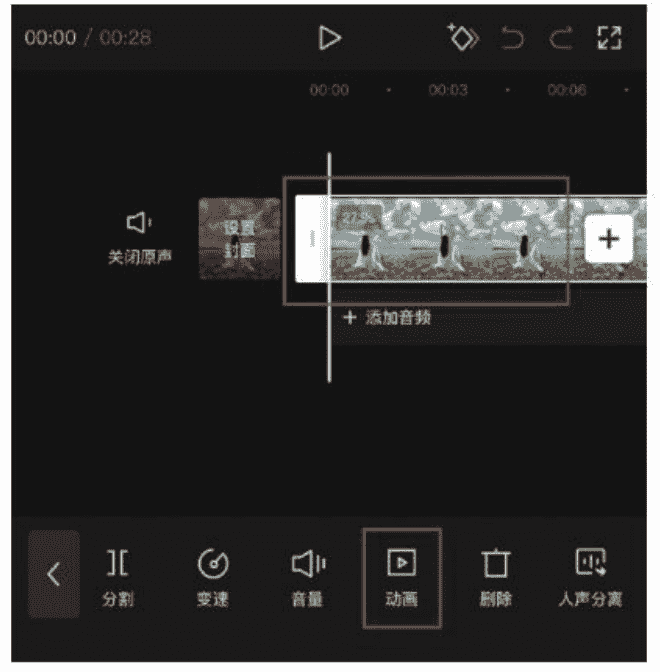 00:00 / 00:28
00:00 00:03 00:06
关闭原声
设置
封面
+ 添加音频
分割 变速 音量 动画 删除 人声分离